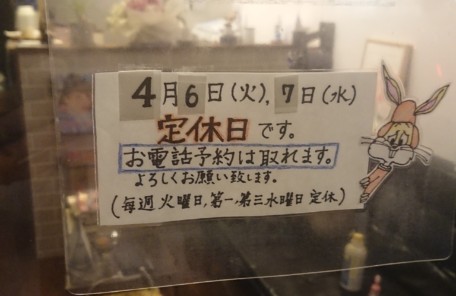 4月6日(火),7日(水)
定休日です。
お電話予約は取れます。
よろしくお願い致します。
(毎週火曜日,第一,第三水曜日定休)